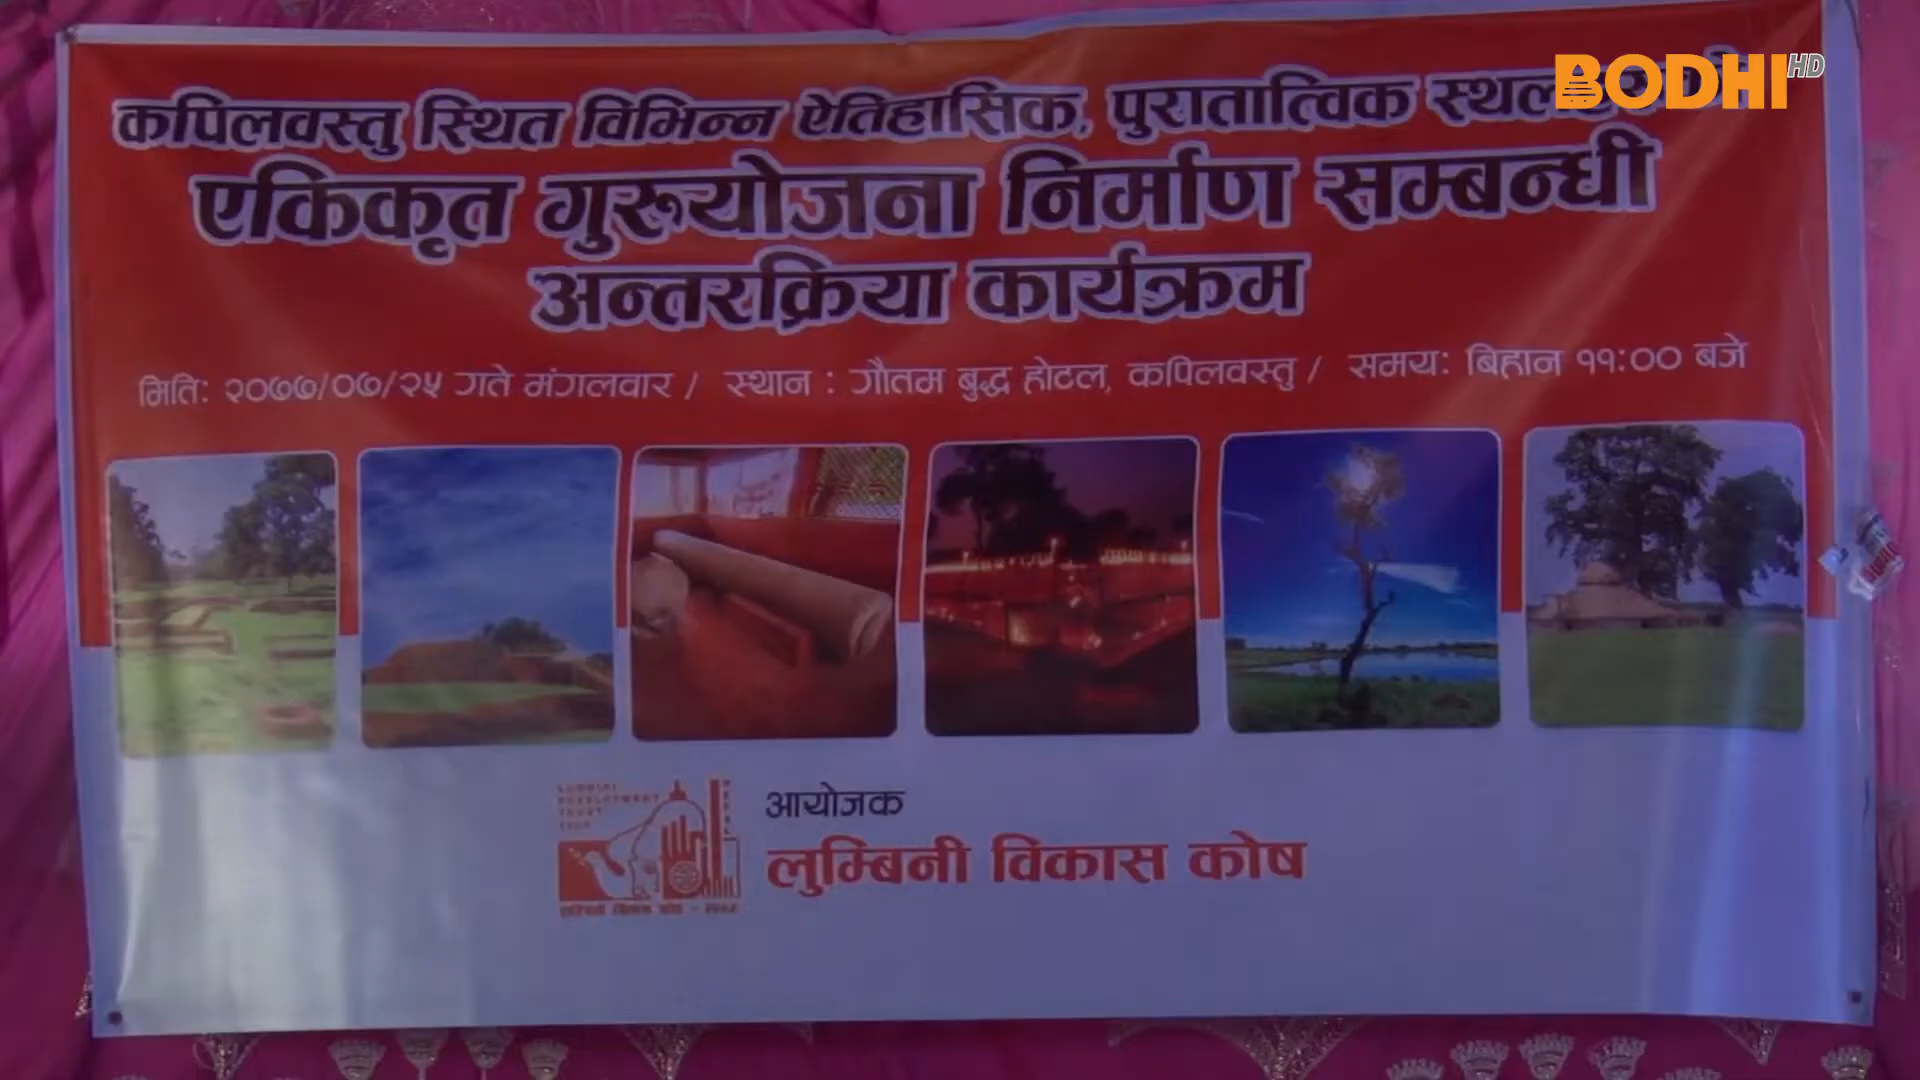 BODHI HD
कपिलवस्तु स्थित विभिन्न ऐतिहासिक, पुरातात्विक
एकिकृत गुरुयोजना निर्माण सम्बन्धी
अन्तरक्रिया कार्यक्रम
मिति: २०७७/०७/२५ गते मंगलवार / स्थान : गौतम बुद्ध होटल, कपिलवस्तु / समय: बिहान ११:०० बजे
आयोजक
लुम्बिनी विकास कोष